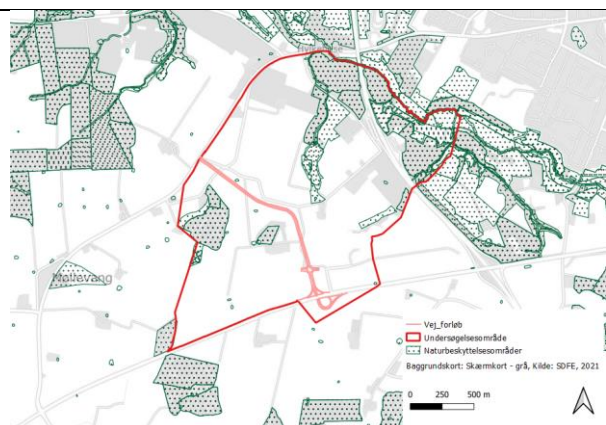 Møllevang
Vej_forløb
Undersøgelsesområde
Naturbeskyttelsesområder
Baggrundskort: Skærmkort - grå, Kilde: SDFE, 2021
0 250 500 m